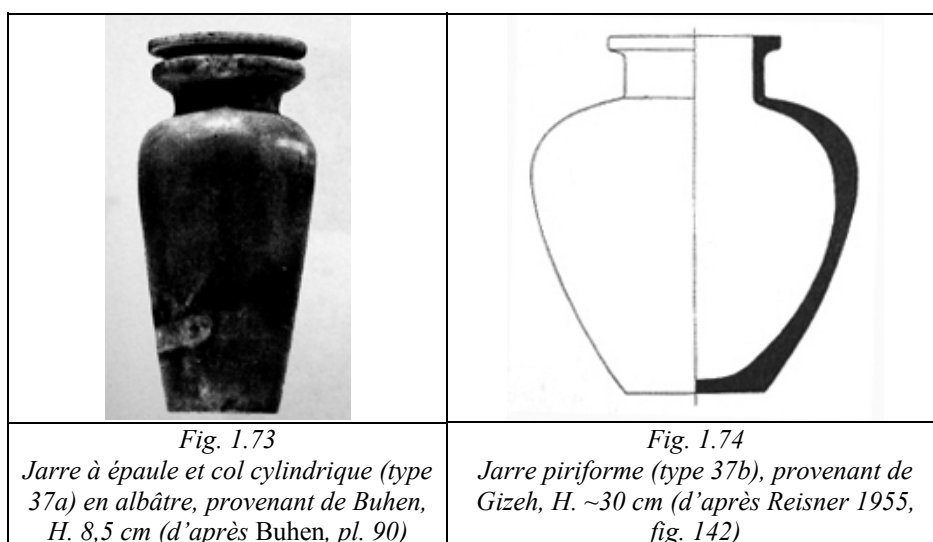 Fig. 1.73
Jarre à épaule et col cylindrique (type
37a) en albâtre, provenant de Buhen,
H. 8,5 cm (d’après Buhen, pl. 90)
Fig. 1.74
Jarre piriforme (type 37b), provenant de
Gizeh, H. ~30 cm (d’après Reisner 1955,
fig. 142)